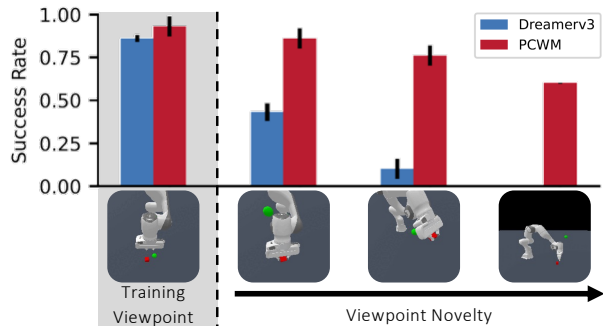 Success Rate
1.00
0.75
0.50
0.25
0.00
Dreamerv3
PCWM
Training
Viewpoint
Viewpoint Novelty